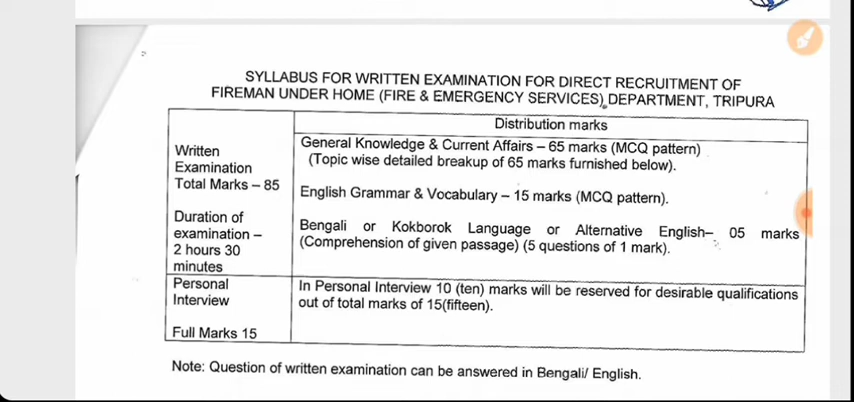 SYLLABUS FOR WRITTEN EXAMINATION FOR DIRECT RECRUITMENT OF
FIREMAN UNDER HOME (FIRE & EMERGENCY SERVICES) DEPARTMENT, TRIPURA
Distribution marks
Written
Examination
Total Marks – 85
Duration of
examination –
2 hours 30
minutes
General Knowledge & Current Affairs – 65 marks (MCQ pattern)
(Topic wise detailed breakup of 65 marks furnished below).
English Grammar & Vocabulary – 15 marks (MCQ pattern).
Bengali or Kokborok Language or Alternative English– 05 marks
(Comprehension of given passage) (5 questions of 1 mark).
Personal
Interview
Full Marks 15
In Personal Interview 10 (ten) marks will be reserved for desirable qualifications
out of total marks of 15(fifteen).
Note: Question of written examination can be answered in Bengali/ English.